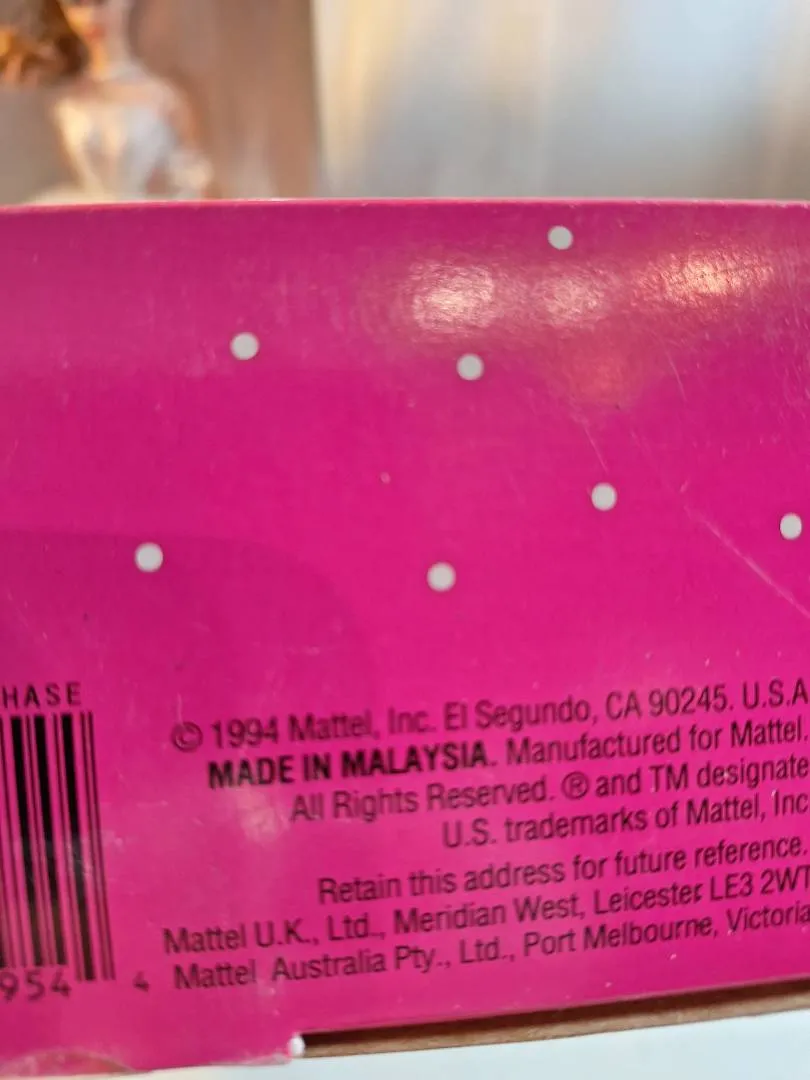 HASE
© 1994 Mattel, Inc. El Segundo, CA 90245. U.S.A
MADE IN MALAYSIA. Manufactured for Mattel.
All Rights Reserved. ® and TM designate
U.S. trademarks of Mattel, Inc
Retain this address for future reference.
Mattel U.K., Ltd., Meridian West, Leicester LE3 2WT
Mattel Australia Pty., Ltd., Port Melbourne, Victoria
954 4